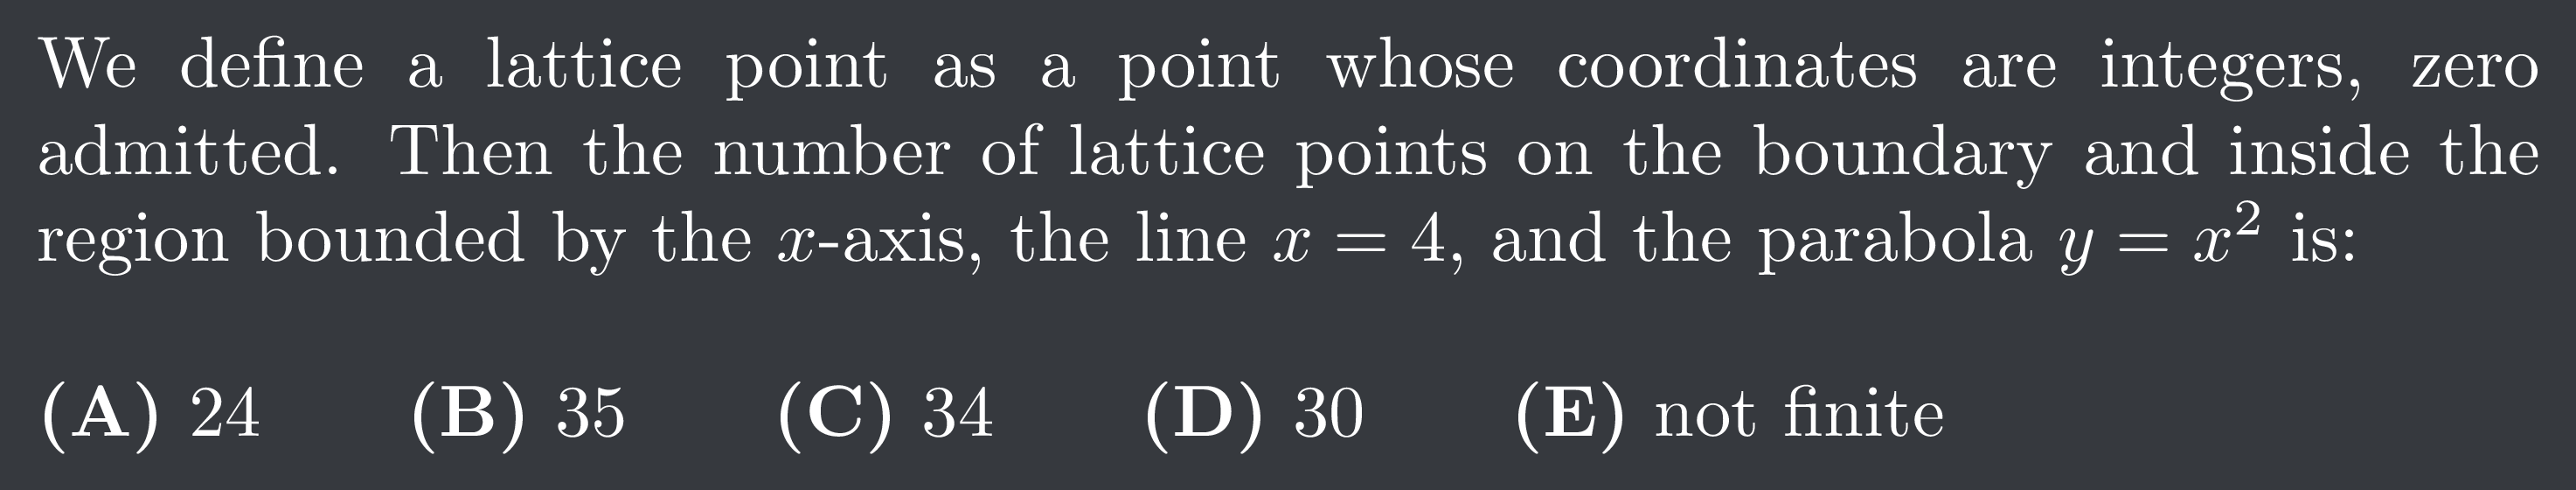 We define a lattice point as a point whose coordinates are integers, zero
admitted. Then the number of lattice points on the boundary and inside the
region bounded by the x-axis, the line x = 4, and the parabola y = x² is:
(A) 24 (B) 35 (C) 34 (D) 30 (E) not finite